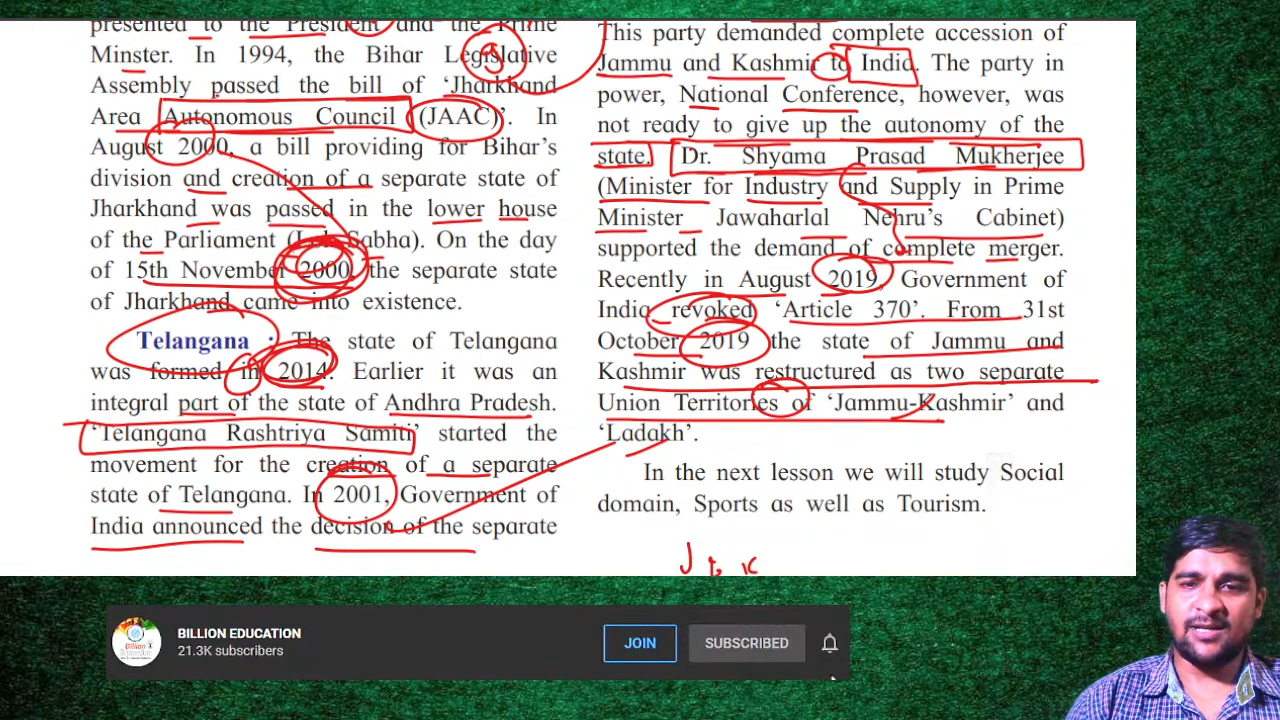 presented to the President and the Prime
Minster. In 1994, the Bihar Legislative
Assembly passed the bill of ‘Jharkhand
Area Autonomous Council (JAAC)’. In
August 2000, a bill providing for Bihar’s
division and creation of a separate state of
Jharkhand was passed in the lower house
of the Parliament (Lok Sabha). On the day
of 15th November 2000, the separate state
of Jharkhand came into existence.
Telangana : The state of Telangana
was formed in 2014. Earlier it was an
integral part of the state of Andhra Pradesh.
‘Telangana Rashtriya Samiti’ started the
movement for the creation of a separate
state of Telangana. In 2001, Government of
India announced the decision of the separate
This party demanded complete accession of
Jammu and Kashmir to India. The party in
power, National Conference, however, was
not ready to give up the autonomy of the
state. Dr. Shyama Prasad Mukherjee
(Minister for Industry and Supply in Prime
Minister Jawaharlal Nehru’s Cabinet)
supported the demand of complete merger.
Recently in August 2019, Government of
India revoked ‘Article 370’. From 31st
October 2019 the state of Jammu and
Kashmir was restructured as two separate
Union Territories of ‘Jammu-Kashmir’ and
‘Ladakh’.
In the next lesson we will study Social
domain, Sports as well as Tourism.
J & K
BILLION EDUCATION
21.3K subscribers
JOIN
SUBSCRIBED